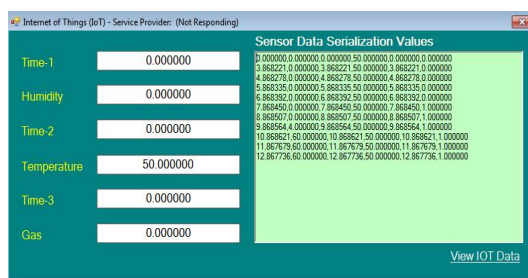 Internet of Things (IoT) - Service Provider: (Not Responding)
Sensor Data Serialization Values
Time-1 0.000000
Humidity 0.000000
Time-2 0.000000
Temperature 50.000000
Time-3 0.000000
Gas 0.000000
0.000000,0.000000,0.000000,50.000000,0.000000,0.000000
3.868221,0.000000,3.868221,50.000000,3.868221,0.000000
4.868278,0.000000,4.868278,50.000000,4.868278,0.000000
5.868335,0.000000,5.868335,50.000000,5.868335,0.000000
6.868392,0.000000,6.868392,50.000000,6.868392,0.000000
7.868450,0.000000,7.868450,50.000000,7.868450,1.000000
8.868507,0.000000,8.868507,50.000000,8.868507,1.000000
9.868564,4.000000,9.868564,50.000000,9.868564,1.000000
10.868621,60.000000,10.868621,50.000000,10.868621,1.000000
11.867679,60.000000,11.867679,50.000000,11.867679,1.000000
12.867736,60.000000,12.867736,50.000000,12.867736,1.000000
View IOT Data